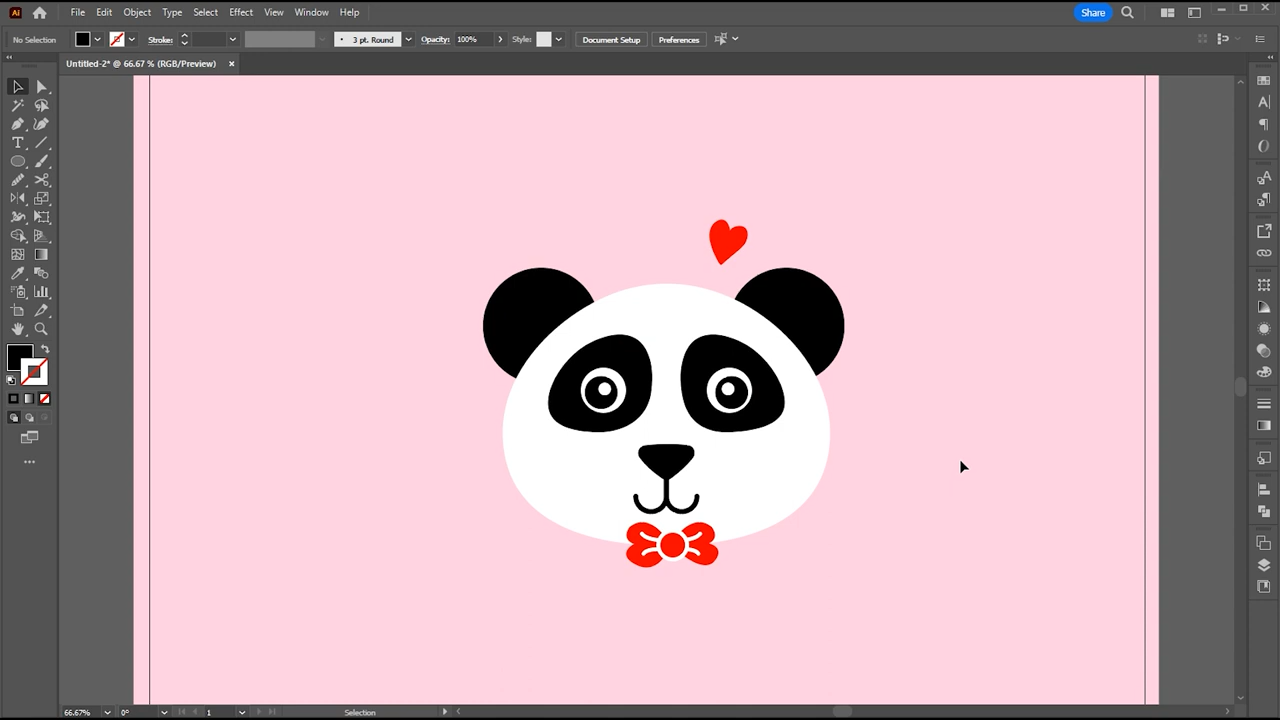 Ai File Edit Object Type Select Effect View Window Help Share
No Selection Stroke: • 3 pt. Round Opacity: 100% Style: Document Setup Preferences
Untitled-2* @ 66.67 % (RGB/Preview) ×
66.67% 0° 1 Selection